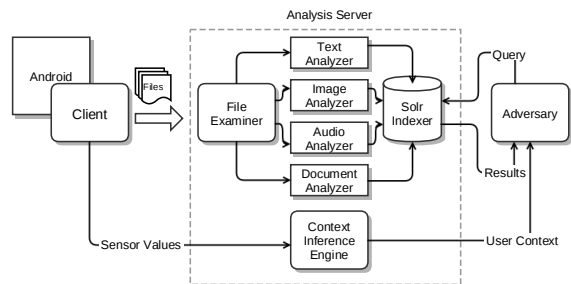 Analysis Server
Android
Client
Files
File
Examiner
Text
Analyzer
Image
Analyzer
Audio
Analyzer
Document
Analyzer
Solr
Indexer
Query
Adversary
Results
Sensor Values
Context
Inference
Engine
User Context